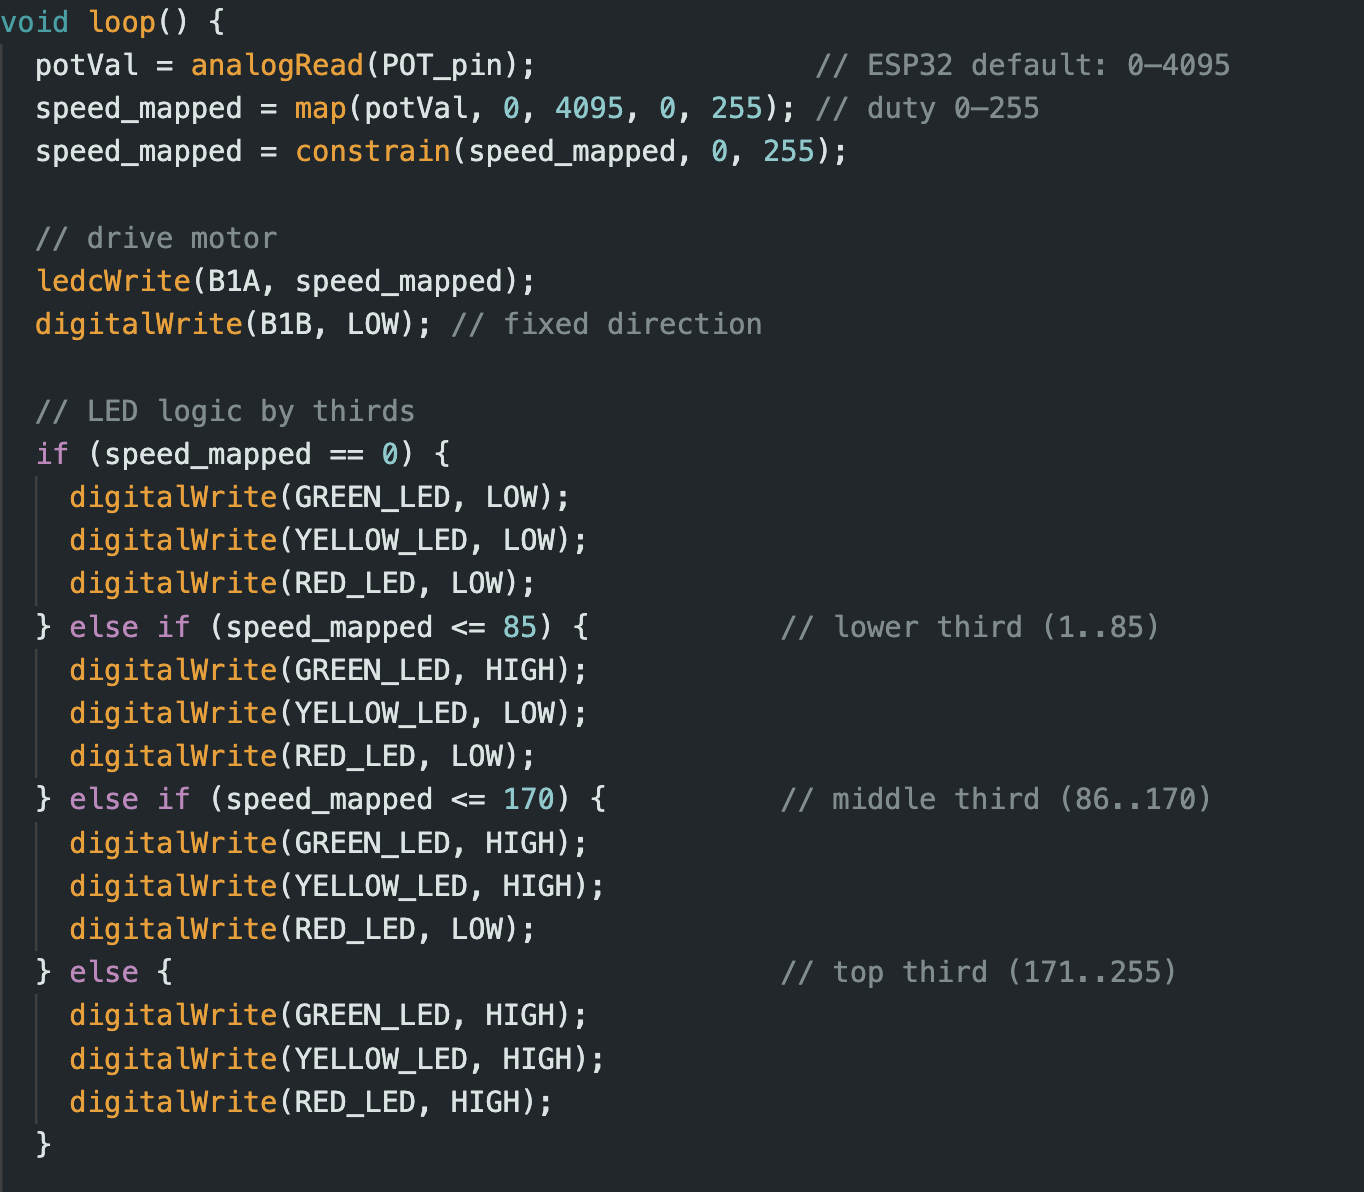 void loop() {
  potVal = analogRead(POT_pin);                // ESP32 default: 0–4095
  speed_mapped = map(potVal, 0, 4095, 0, 255); // duty 0–255
  speed_mapped = constrain(speed_mapped, 0, 255);

  // drive motor
  ledcWrite(B1A, speed_mapped);
  digitalWrite(B1B, LOW); // fixed direction

  // LED logic by thirds
  if (speed_mapped == 0) {
    digitalWrite(GREEN_LED, LOW);
    digitalWrite(YELLOW_LED, LOW);
    digitalWrite(RED_LED, LOW);
  } else if (speed_mapped <= 85) {           // lower third (1..85)
    digitalWrite(GREEN_LED, HIGH);
    digitalWrite(YELLOW_LED, LOW);
    digitalWrite(RED_LED, LOW);
  } else if (speed_mapped <= 170) {          // middle third (86..170)
    digitalWrite(GREEN_LED, HIGH);
    digitalWrite(YELLOW_LED, HIGH);
    digitalWrite(RED_LED, LOW);
  } else {                                   // top third (171..255)
    digitalWrite(GREEN_LED, HIGH);
    digitalWrite(YELLOW_LED, HIGH);
    digitalWrite(RED_LED, HIGH);
  }